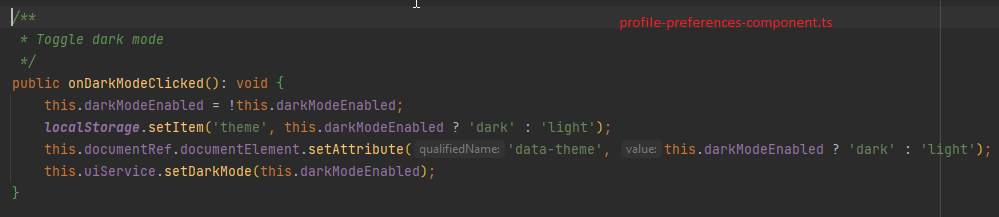 /**
profile-preferences-component.ts
* Toggle dark mode
*/
public onDarkModeClicked(): void {
this.darkModeEnabled = !this.darkModeEnabled;
localStorage.setItem('theme', this.darkModeEnabled ? 'dark' : 'light');
this.documentRef.documentElement.setAttribute( qualifiedName: 'data-theme', value: this.darkModeEnabled ? 'dark' : 'light');
this.uiService.setDarkMode(this.darkModeEnabled);
}